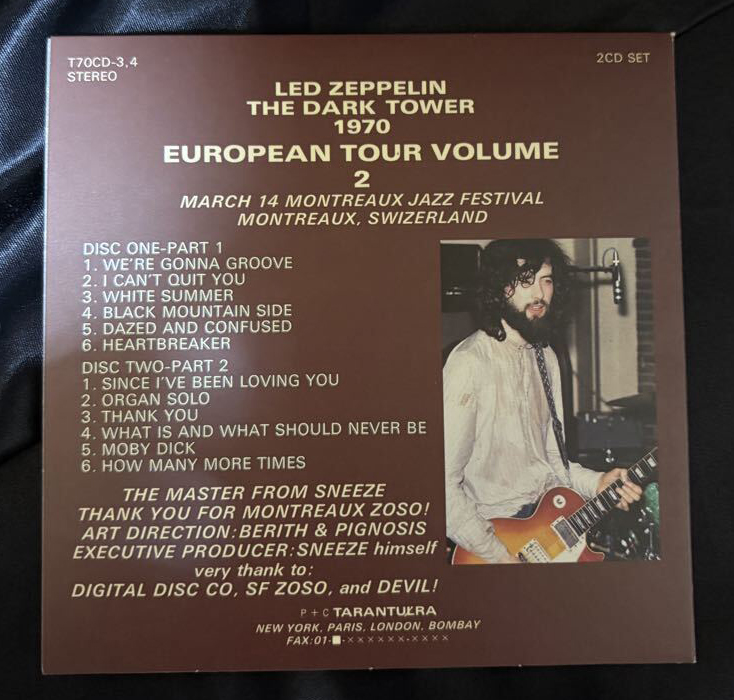 T70CD-3,4
STEREO
2CD SET
LED ZEPPELIN
THE DARK TOWER
1970
EUROPEAN TOUR VOLUME
2
MARCH 14 MONTREAUX JAZZ FESTIVAL
MONTREAUX, SWIZERLAND
DISC ONE-PART 1
1. WE'RE GONNA GROOVE
2. I CAN'T QUIT YOU
3. WHITE SUMMER
4. BLACK MOUNTAIN SIDE
5. DAZED AND CONFUSED
6. HEARTBREAKER
DISC TWO-PART 2
1. SINCE I'VE BEEN LOVING YOU
2. ORGAN SOLO
3. THANK YOU
4. WHAT IS AND WHAT SHOULD NEVER BE
5. MOBY DICK
6. HOW MANY MORE TIMES
THE MASTER FROM SNEEZE
THANK YOU FOR MONTREAUX ZOSO!
ART DIRECTION:BERITH & PIGNOSIS
EXECUTIVE PRODUCER:SNEEZE himself
very thank to:
DIGITAL DISC CO, SF ZOSO, and DEVIL!
P + C TARANTUŁRA
NEW YORK, PARIS, LONDON, BOMBAY
FAX:01-■-××××××-××××